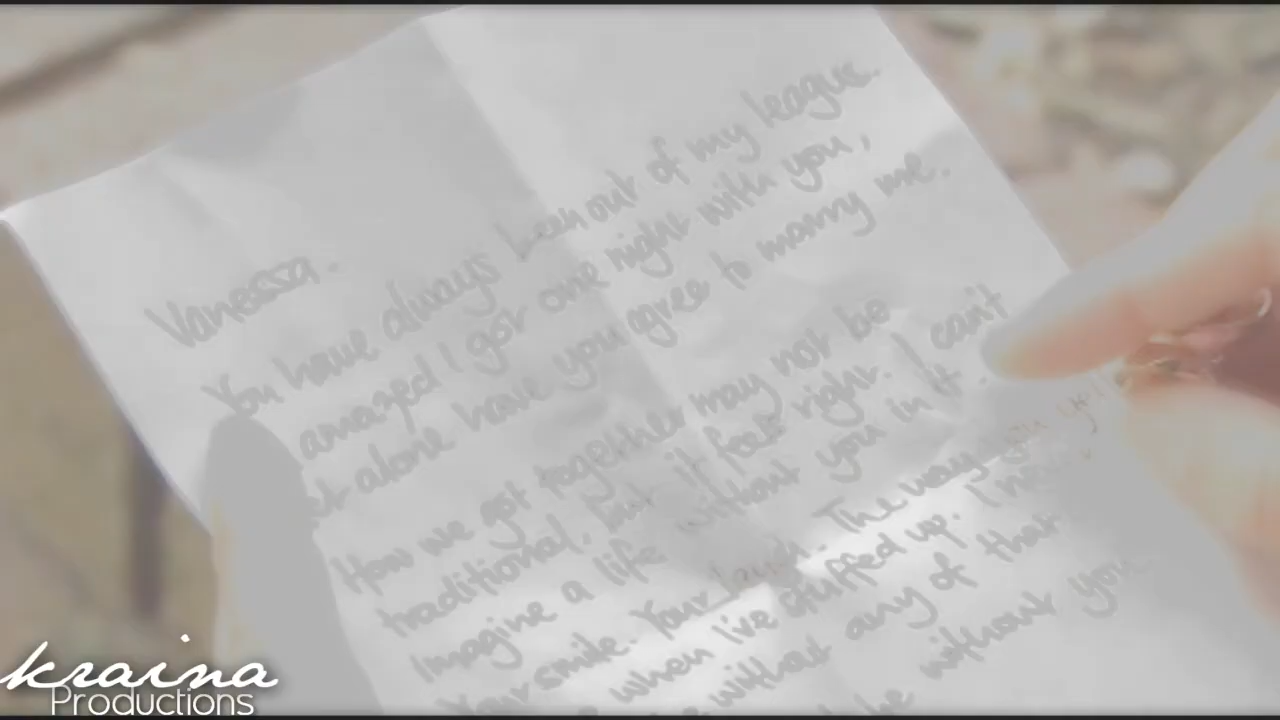 Vanessa.
You have always been out of my league.
amazed I got one night with you,
alone have you agree to marry me.
How we got together may not be
traditional, but it feels right. I can't
Imagine a life without you in it.
Your smile. Your laugh. The way
when I've stuffed up. I
without any of that
be without you
kraina
Productions